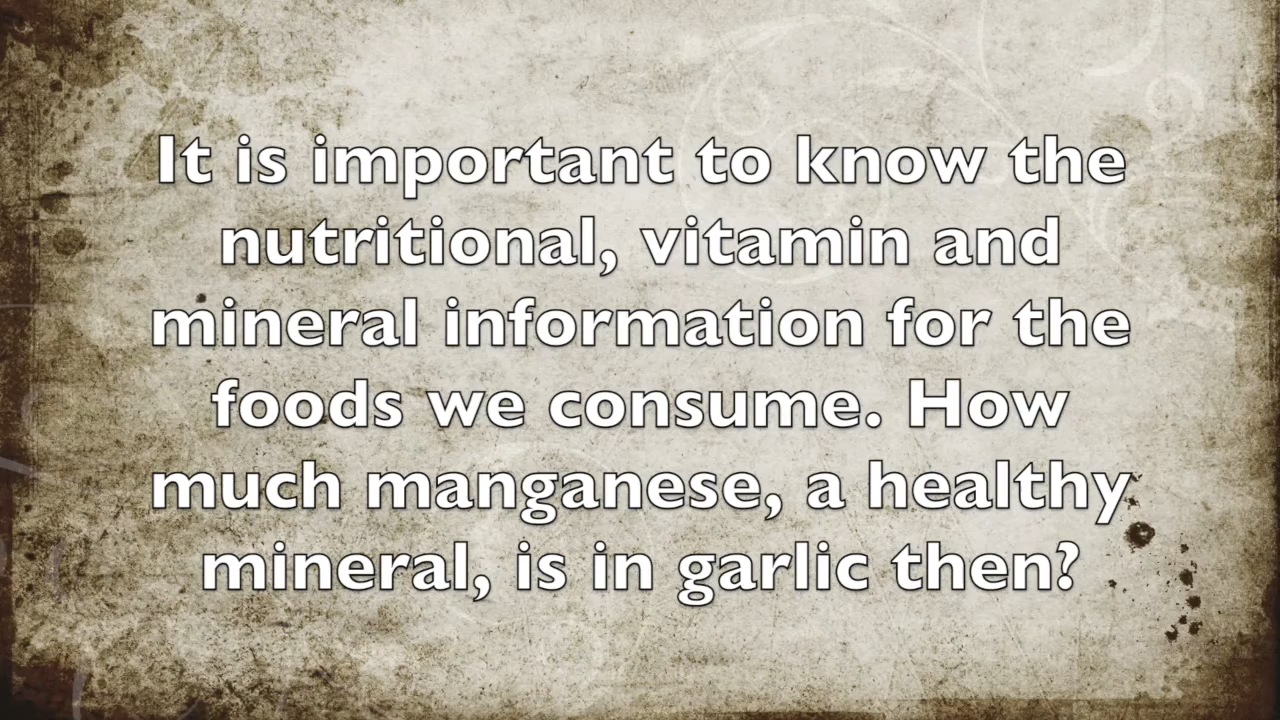 It is important to know the
nutritional, vitamin and
mineral information for the
foods we consume. How
much manganese, a healthy
mineral, is in garlic then?